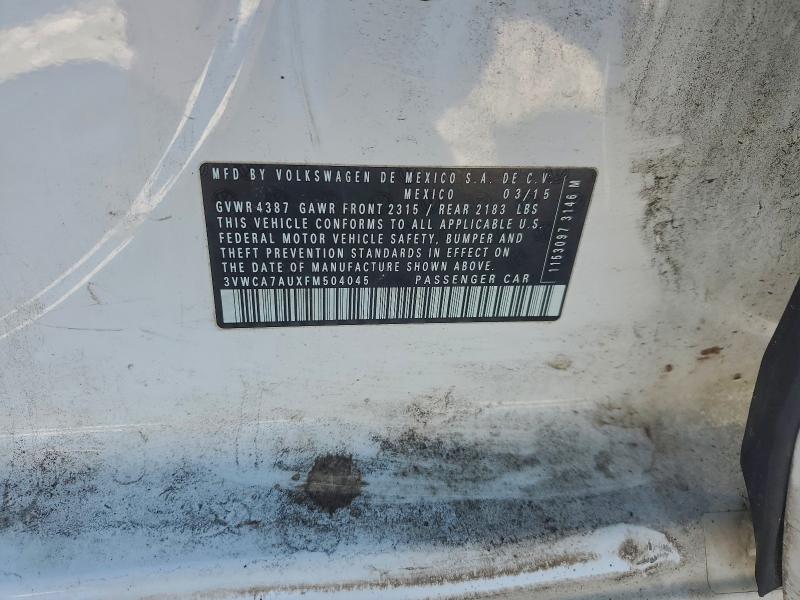 MFD BY VOLKSWAGEN DE MEXICO S.A. DE C.V.
MEXICO 03/15
GVWR 4387 GAWR FRONT 2315 / REAR 2183 LBS
THIS VEHICLE CONFORMS TO ALL APPLICABLE U.S.
FEDERAL MOTOR VEHICLE SAFETY, BUMPER AND
THEFT PREVENTION STANDARDS IN EFFECT ON
THE DATE OF MANUFACTURE SHOWN ABOVE.
3VWCA7AUXFM504045 PASSENGER CAR
1153097 3146 M